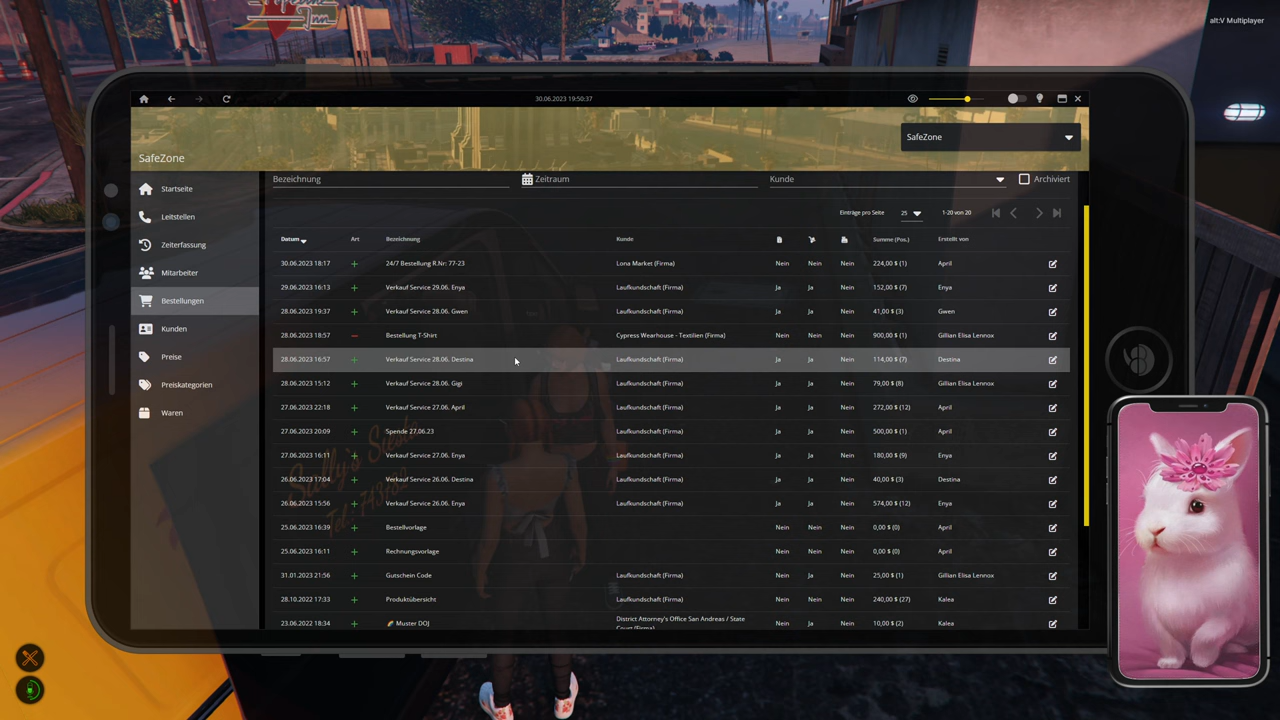 Inn
alt:V Multiplayer
30.06.2023 19:50:37
SafeZone
SafeZone
Startseite
Leitstellen
Zeiterfassung
Mitarbeiter
Bestellungen
Kunden
Preise
Preiskategorien
Waren
Bezeichnung Zeitraum Kunde Archiviert
Einträge pro Seite 25 1-20 von 20
Datum Art Bezeichnung Kunde Summe (Pos.) Erstellt von
30.06.2023 18:17 + 24/7 Bestellung R.Nr: 77-23 Lona Market (Firma) Nein Nein Nein 224,00 $ (1) April
29.06.2023 16:13 + Verkauf Service 29.06. Enya Laufkundschaft (Firma) Ja Ja Nein 152,00 $ (7) Enya
28.06.2023 19:37 + Verkauf Service 28.06. Gwen Laufkundschaft (Firma) Ja Ja Nein 41,00 $ (3) Gwen
28.06.2023 18:57 — Bestellung T-Shirt Cypress Wearhouse - Textilien (Firma) Nein Nein Nein 900,00 $ (1) Gillian Elisa Lennox
28.06.2023 16:57 + Verkauf Service 28.06. Destina Laufkundschaft (Firma) Ja Ja Nein 114,00 $ (7) Destina
28.06.2023 15:12 + Verkauf Service 28.06. Gigi Laufkundschaft (Firma) Ja Ja Nein 79,00 $ (8) Gillian Elisa Lennox
27.06.2023 22:18 + Verkauf Service 27.06. April Laufkundschaft (Firma) Ja Ja Nein 272,00 $ (12) April
27.06.2023 20:09 + Spende 27.06.23 Laufkundschaft (Firma) Ja Ja Nein 500,00 $ (1) April
27.06.2023 16:11 + Verkauf Service 27.06. Enya Laufkundschaft (Firma) Ja Ja Nein 180,00 $ (9) Enya
26.06.2023 17:04 + Verkauf Service 26.06. Destina Laufkundschaft (Firma) Ja Ja Nein 40,00 $ (3) Destina
26.06.2023 15:56 + Verkauf Service 26.06. Enya Laufkundschaft (Firma) Ja Ja Nein 574,00 $ (12) Enya
25.06.2023 16:39 + Bestellvorlage Nein Nein Nein 0,00 $ (0) April
25.06.2023 16:11 + Rechnungsvorlage Nein Nein Nein 0,00 $ (0) April
31.01.2023 21:56 + Gutschein Code Laufkundschaft (Firma) Nein Ja Nein 25,00 $ (1) Gillian Elisa Lennox
28.10.2022 17:33 + Produktübersicht Laufkundschaft (Firma) Nein Nein Nein 240,00 $ (27) Kalea
23.06.2022 18:34 + Muster DOJ District Attorney's Office San Andreas / State Court (Firma) Nein Ja Nein 10,00 $ (2) Kalea